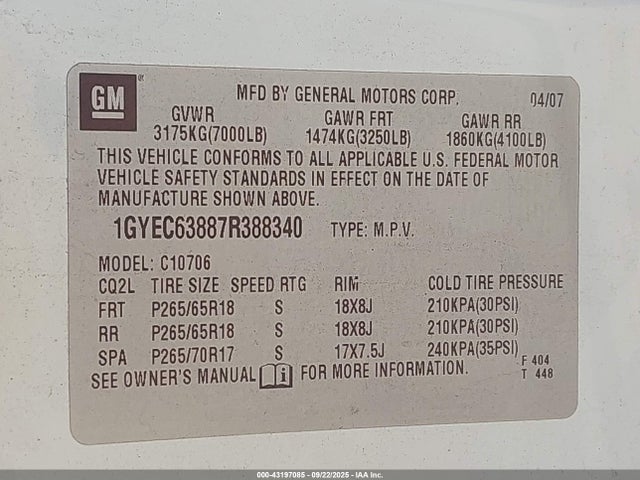 GM
MFD BY GENERAL MOTORS CORP. 04/07
GVWR GAWR FRT GAWR RR
3175KG(7000LB) 1474KG(3250LB) 1860KG(4100LB)
THIS VEHICLE CONFORMS TO ALL APPLICABLE U.S. FEDERAL MOTOR
VEHICLE SAFETY STANDARDS IN EFFECT ON THE DATE OF
MANUFACTURE SHOWN ABOVE.
1GYEC63887R388340 TYPE: M.P.V.
MODEL: C10706
CQ2L TIRE SIZE SPEED RTG RIM COLD TIRE PRESSURE
FRT P265/65R18 S 18X8J 210KPA(30PSI)
RR P265/65R18 S 18X8J 210KPA(30PSI)
SPA P265/70R17 S 17X7.5J 240KPA(35PSI)
F 404
SEE OWNER'S MANUAL i FOR MORE INFORMATION. T 448
000-43197085 - 09/22/2025 - IAA Inc.